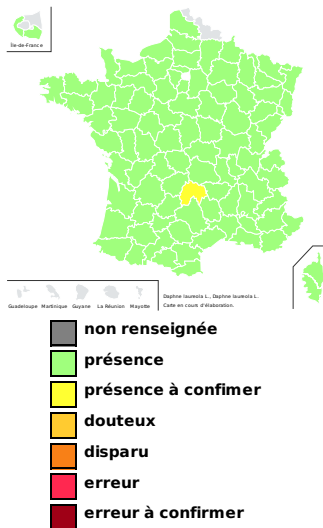 Île-de-France
Guadeloupe Martinique Guyane La Réunion Mayotte
Daphne laureola L., Daphne laureola L.
Carte en cours d'élaboration.
non renseignée
présence
présence à confimer
douteux
disparu
erreur
erreur à confirmer